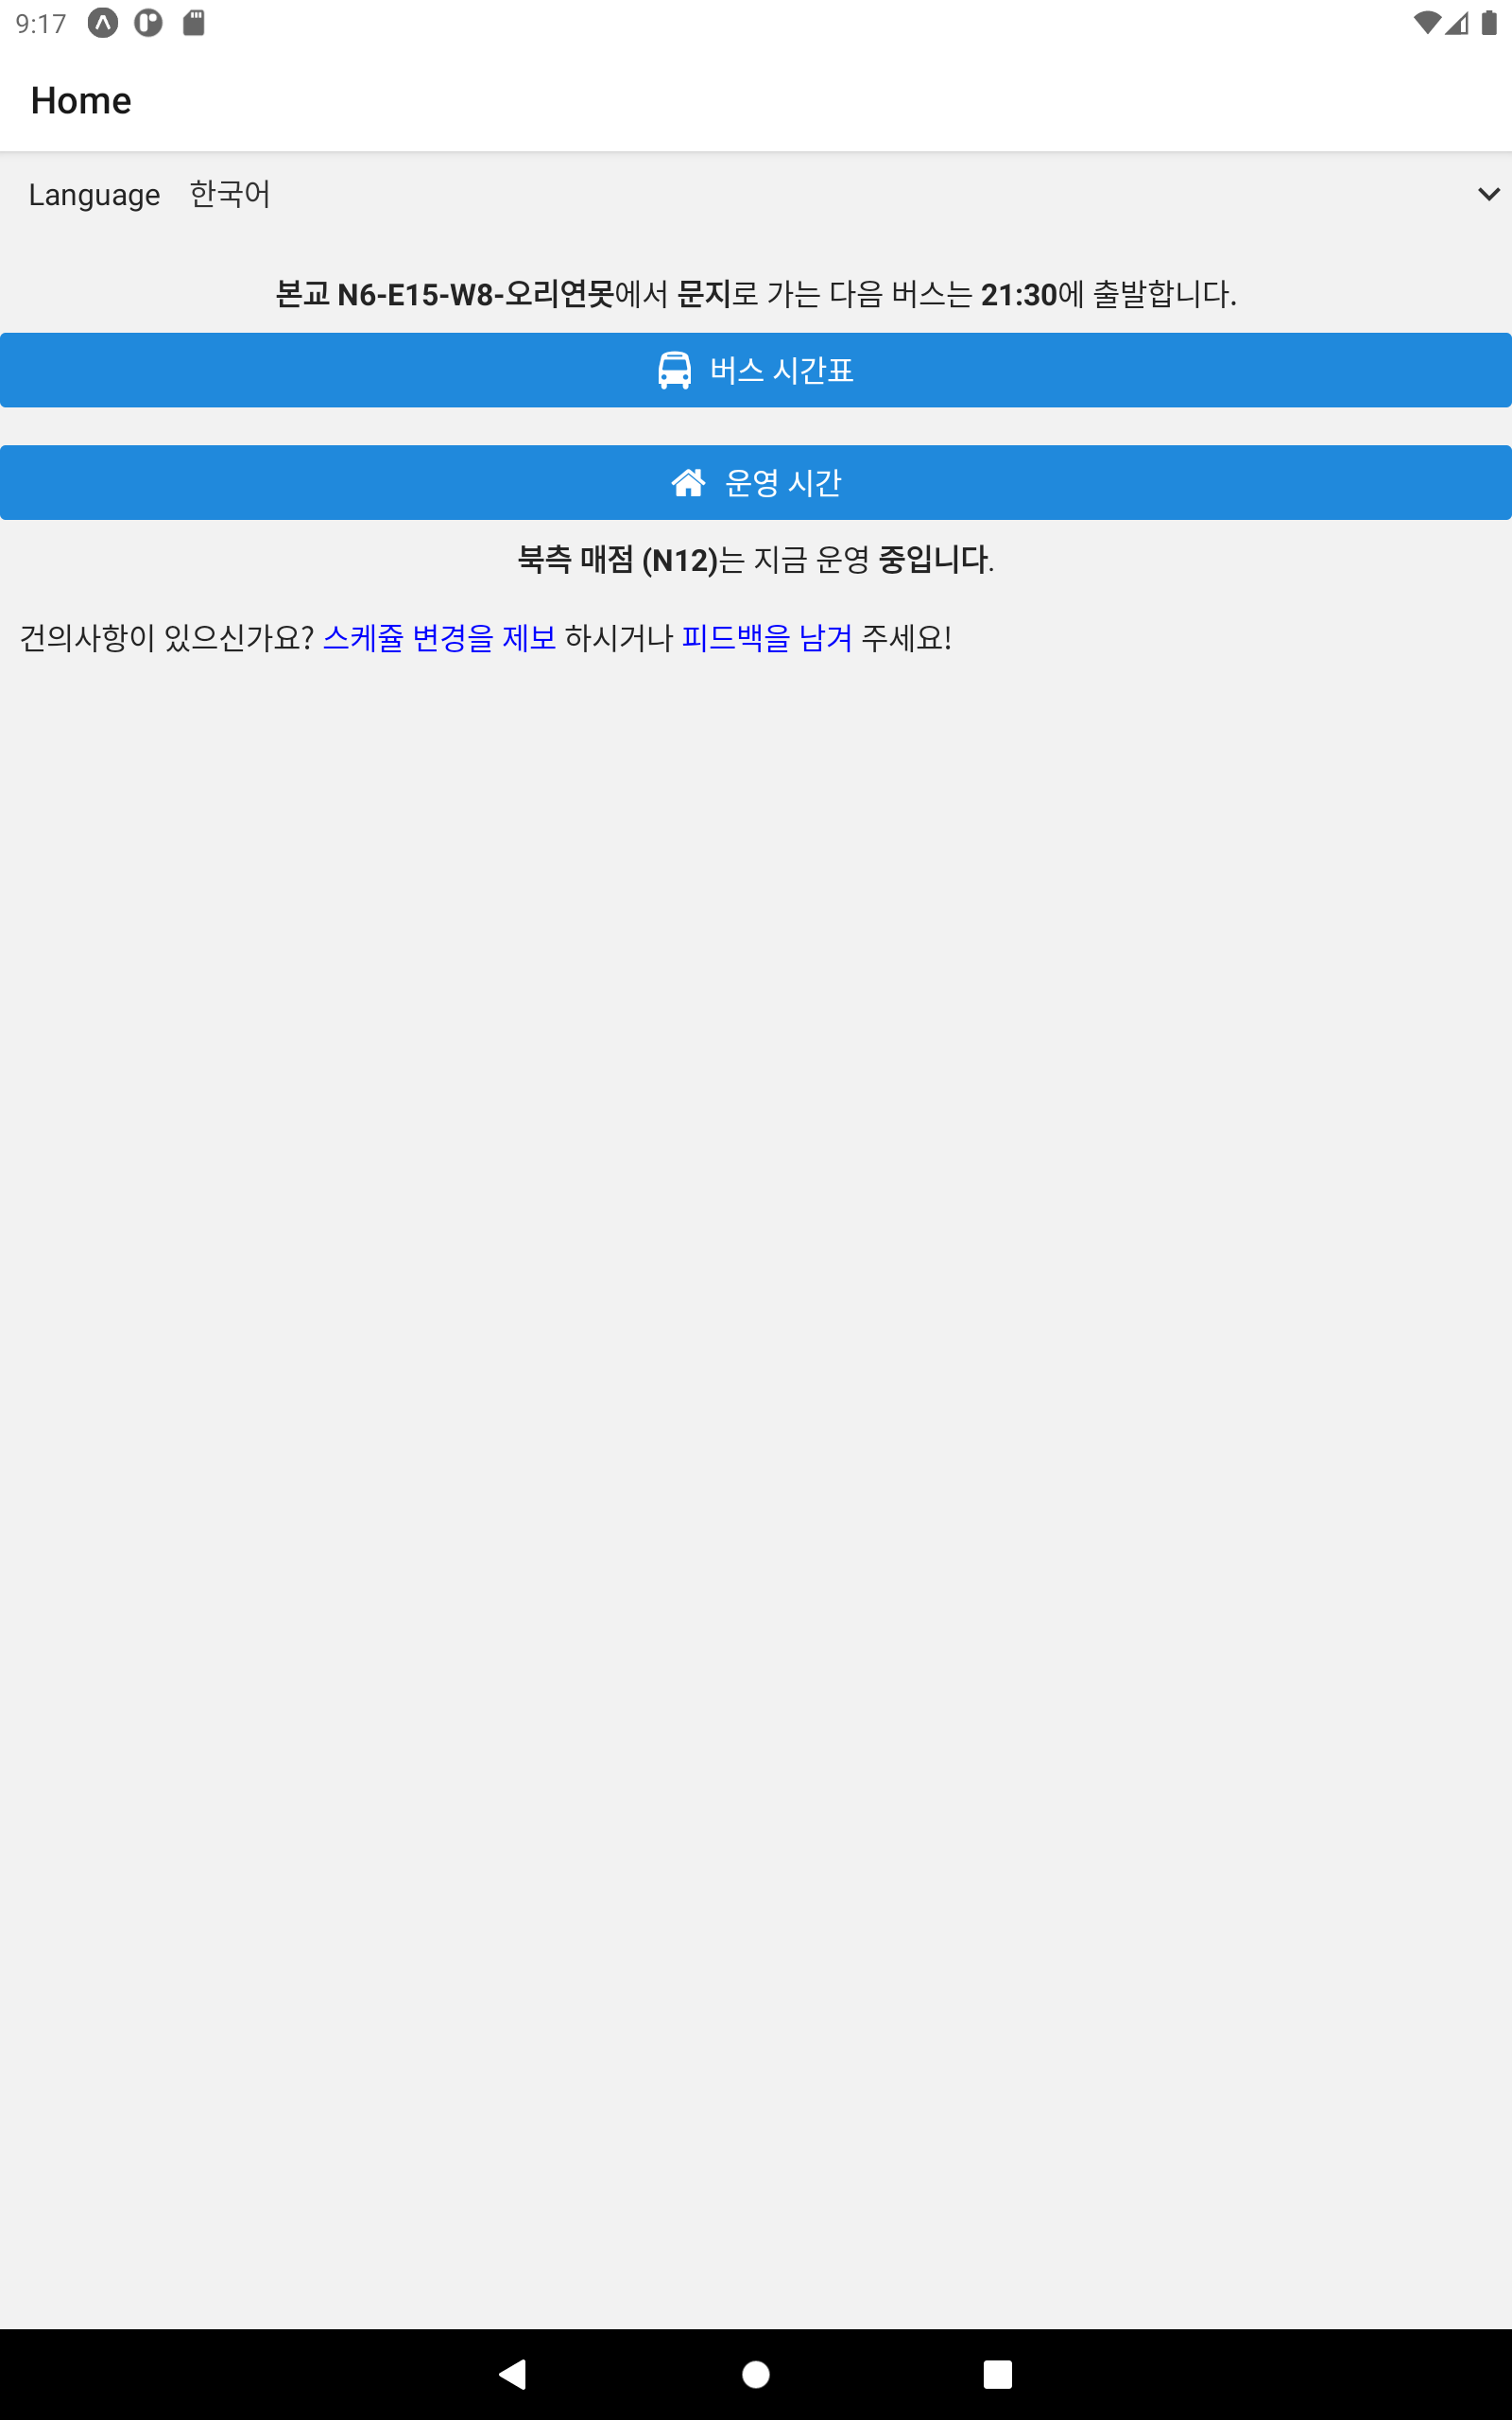 9:17
Home
Language 한국어
본교 N6-E15-W8-오리연못에서 문지로 가는 다음 버스는 21:30에 출발합니다.
버스 시간표
운영 시간
북측 매점 (N12)는 지금 운영 중입니다.
건의사항이 있으신가요? 스케쥴 변경을 제보 하시거나 피드백을 남겨 주세요!